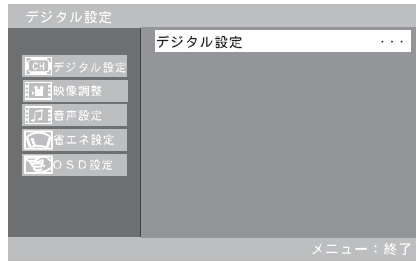 デジタル設定
デジタル設定 ・・・
CH デジタル設定
映像調整
音声設定
省エネ設定
OSD設定
メニュー：終了